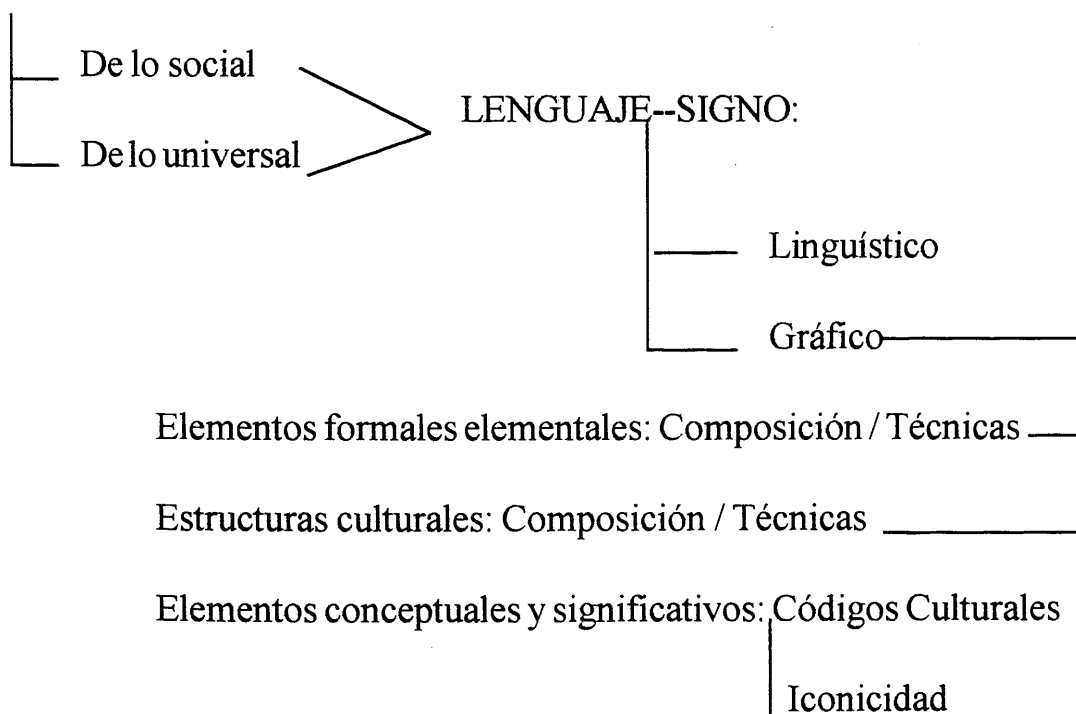 De lo social
LENGUAJE--SIGNO:
De lo universal
Linguístico
Gráfico
Elementos formales elementales: Composición / Técnicas
Estructuras culturales: Composición / Técnicas
Elementos conceptuales y significativos: Códigos Culturales
Iconicidad